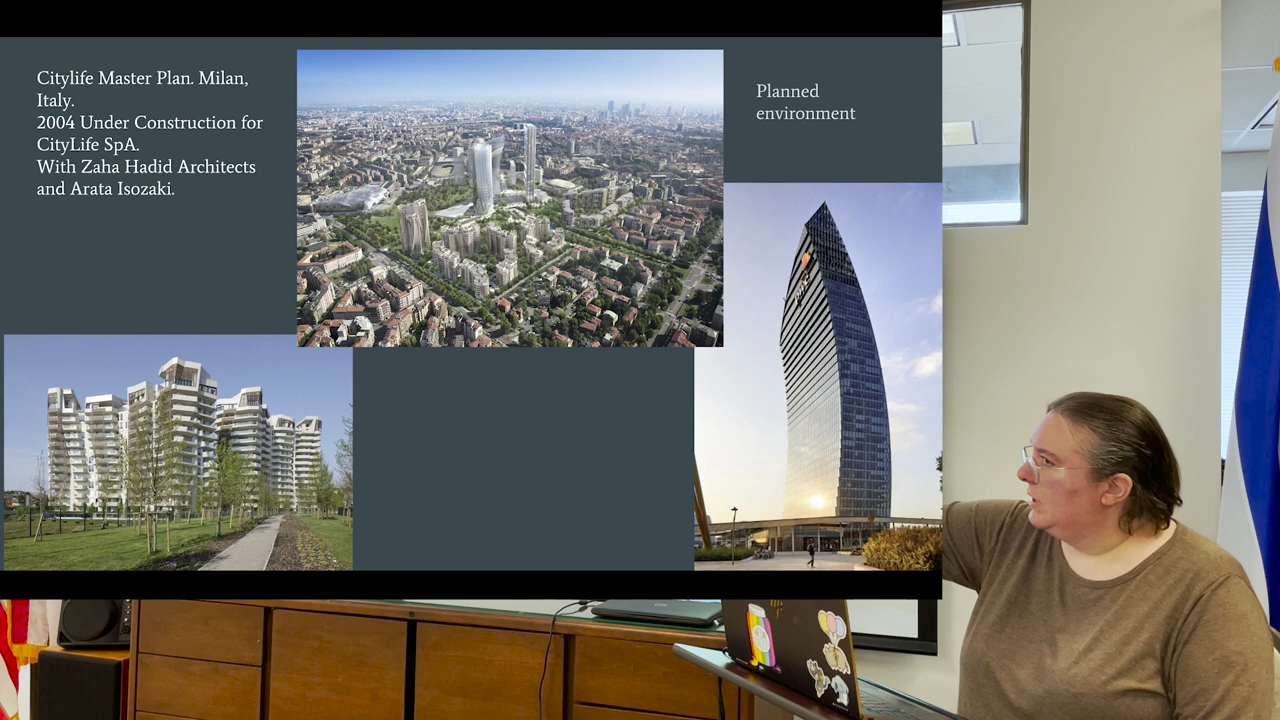 Citylife Master Plan. Milan,
Italy.
2004 Under Construction for
CityLife SpA.
With Zaha Hadid Architects
and Arata Isozaki.
Planned
environment